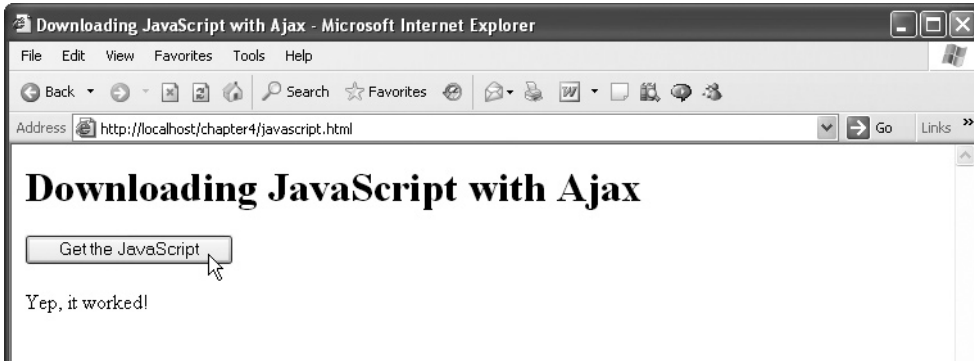 Downloading JavaScript with Ajax - Microsoft Internet Explorer
File Edit View Favorites Tools Help
Back Search Favorites W
Address http://localhost/chapter4/javascript.html Go Links »
Downloading JavaScript with Ajax
Get the JavaScript
Yep, it worked!